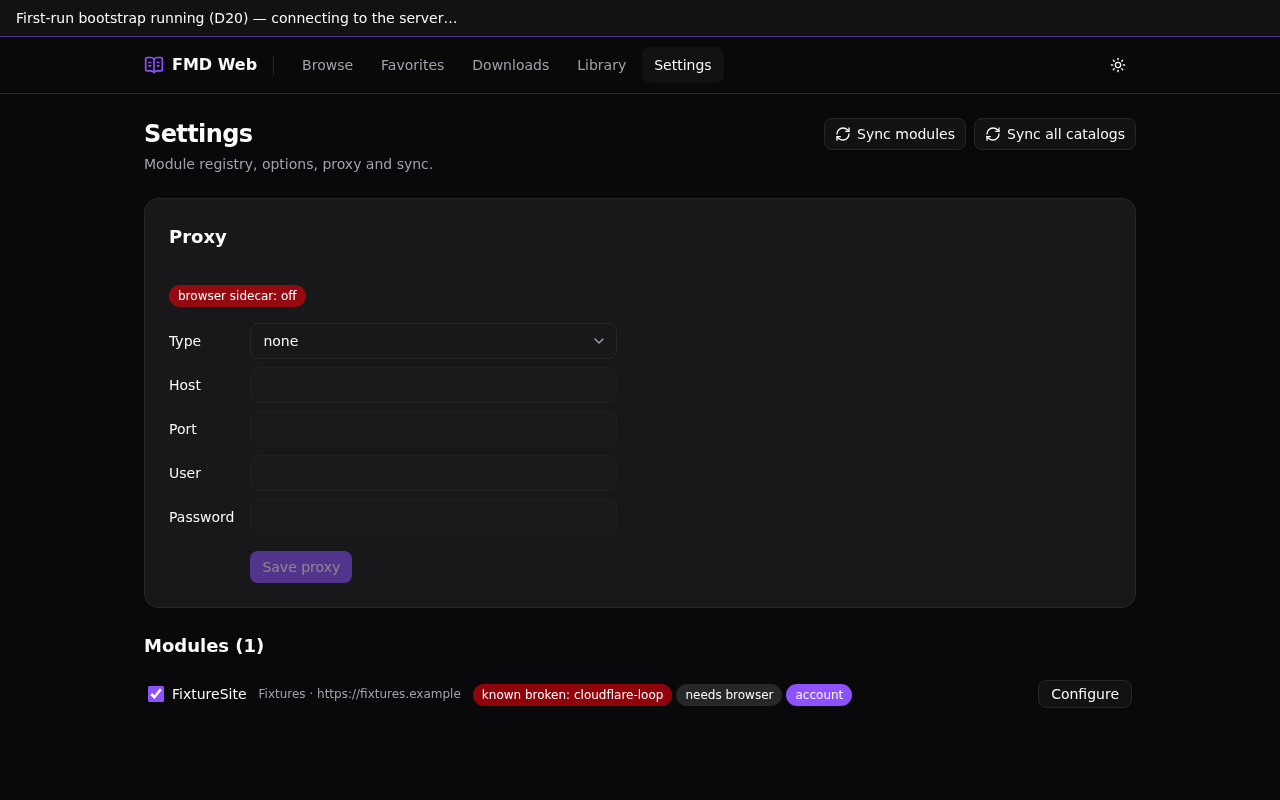 First-run bootstrap running (D20) — connecting to the server…
FMD Web Browse Favorites Downloads Library Settings
Settings
Sync modules Sync all catalogs
Module registry, options, proxy and sync.
Proxy
browser sidecar: off
Type none
Host
Port
User
Password
Save proxy
Modules (1)
FixtureSite Fixtures · https://fixtures.example known broken: cloudflare-loop needs browser account Configure